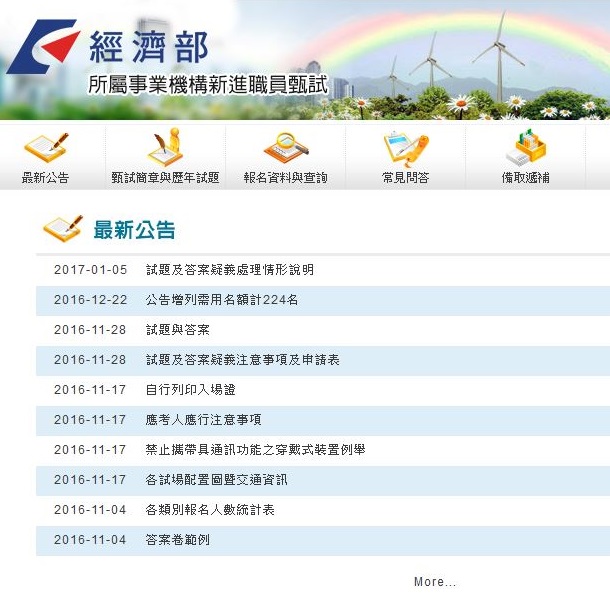 經濟部
所屬事業機構新進職員甄試
最新公告
甄試簡章與歷年試題
報名資料與查詢
常見問答
備取遞補
最新公告
2017-01-05 試題及答案疑義處理情形說明
2016-12-22 公告增列需用名額計224名
2016-11-28 試題與答案
2016-11-28 試題及答案疑義注意事項及申請表
2016-11-17 自行列印入場證
2016-11-17 應考人應行注意事項
2016-11-17 禁止攜帶具通訊功能之穿戴式裝置例舉
2016-11-17 各試場配置圖暨交通資訊
2016-11-04 各類別報名人數統計表
2016-11-04 答案卷範例
More...